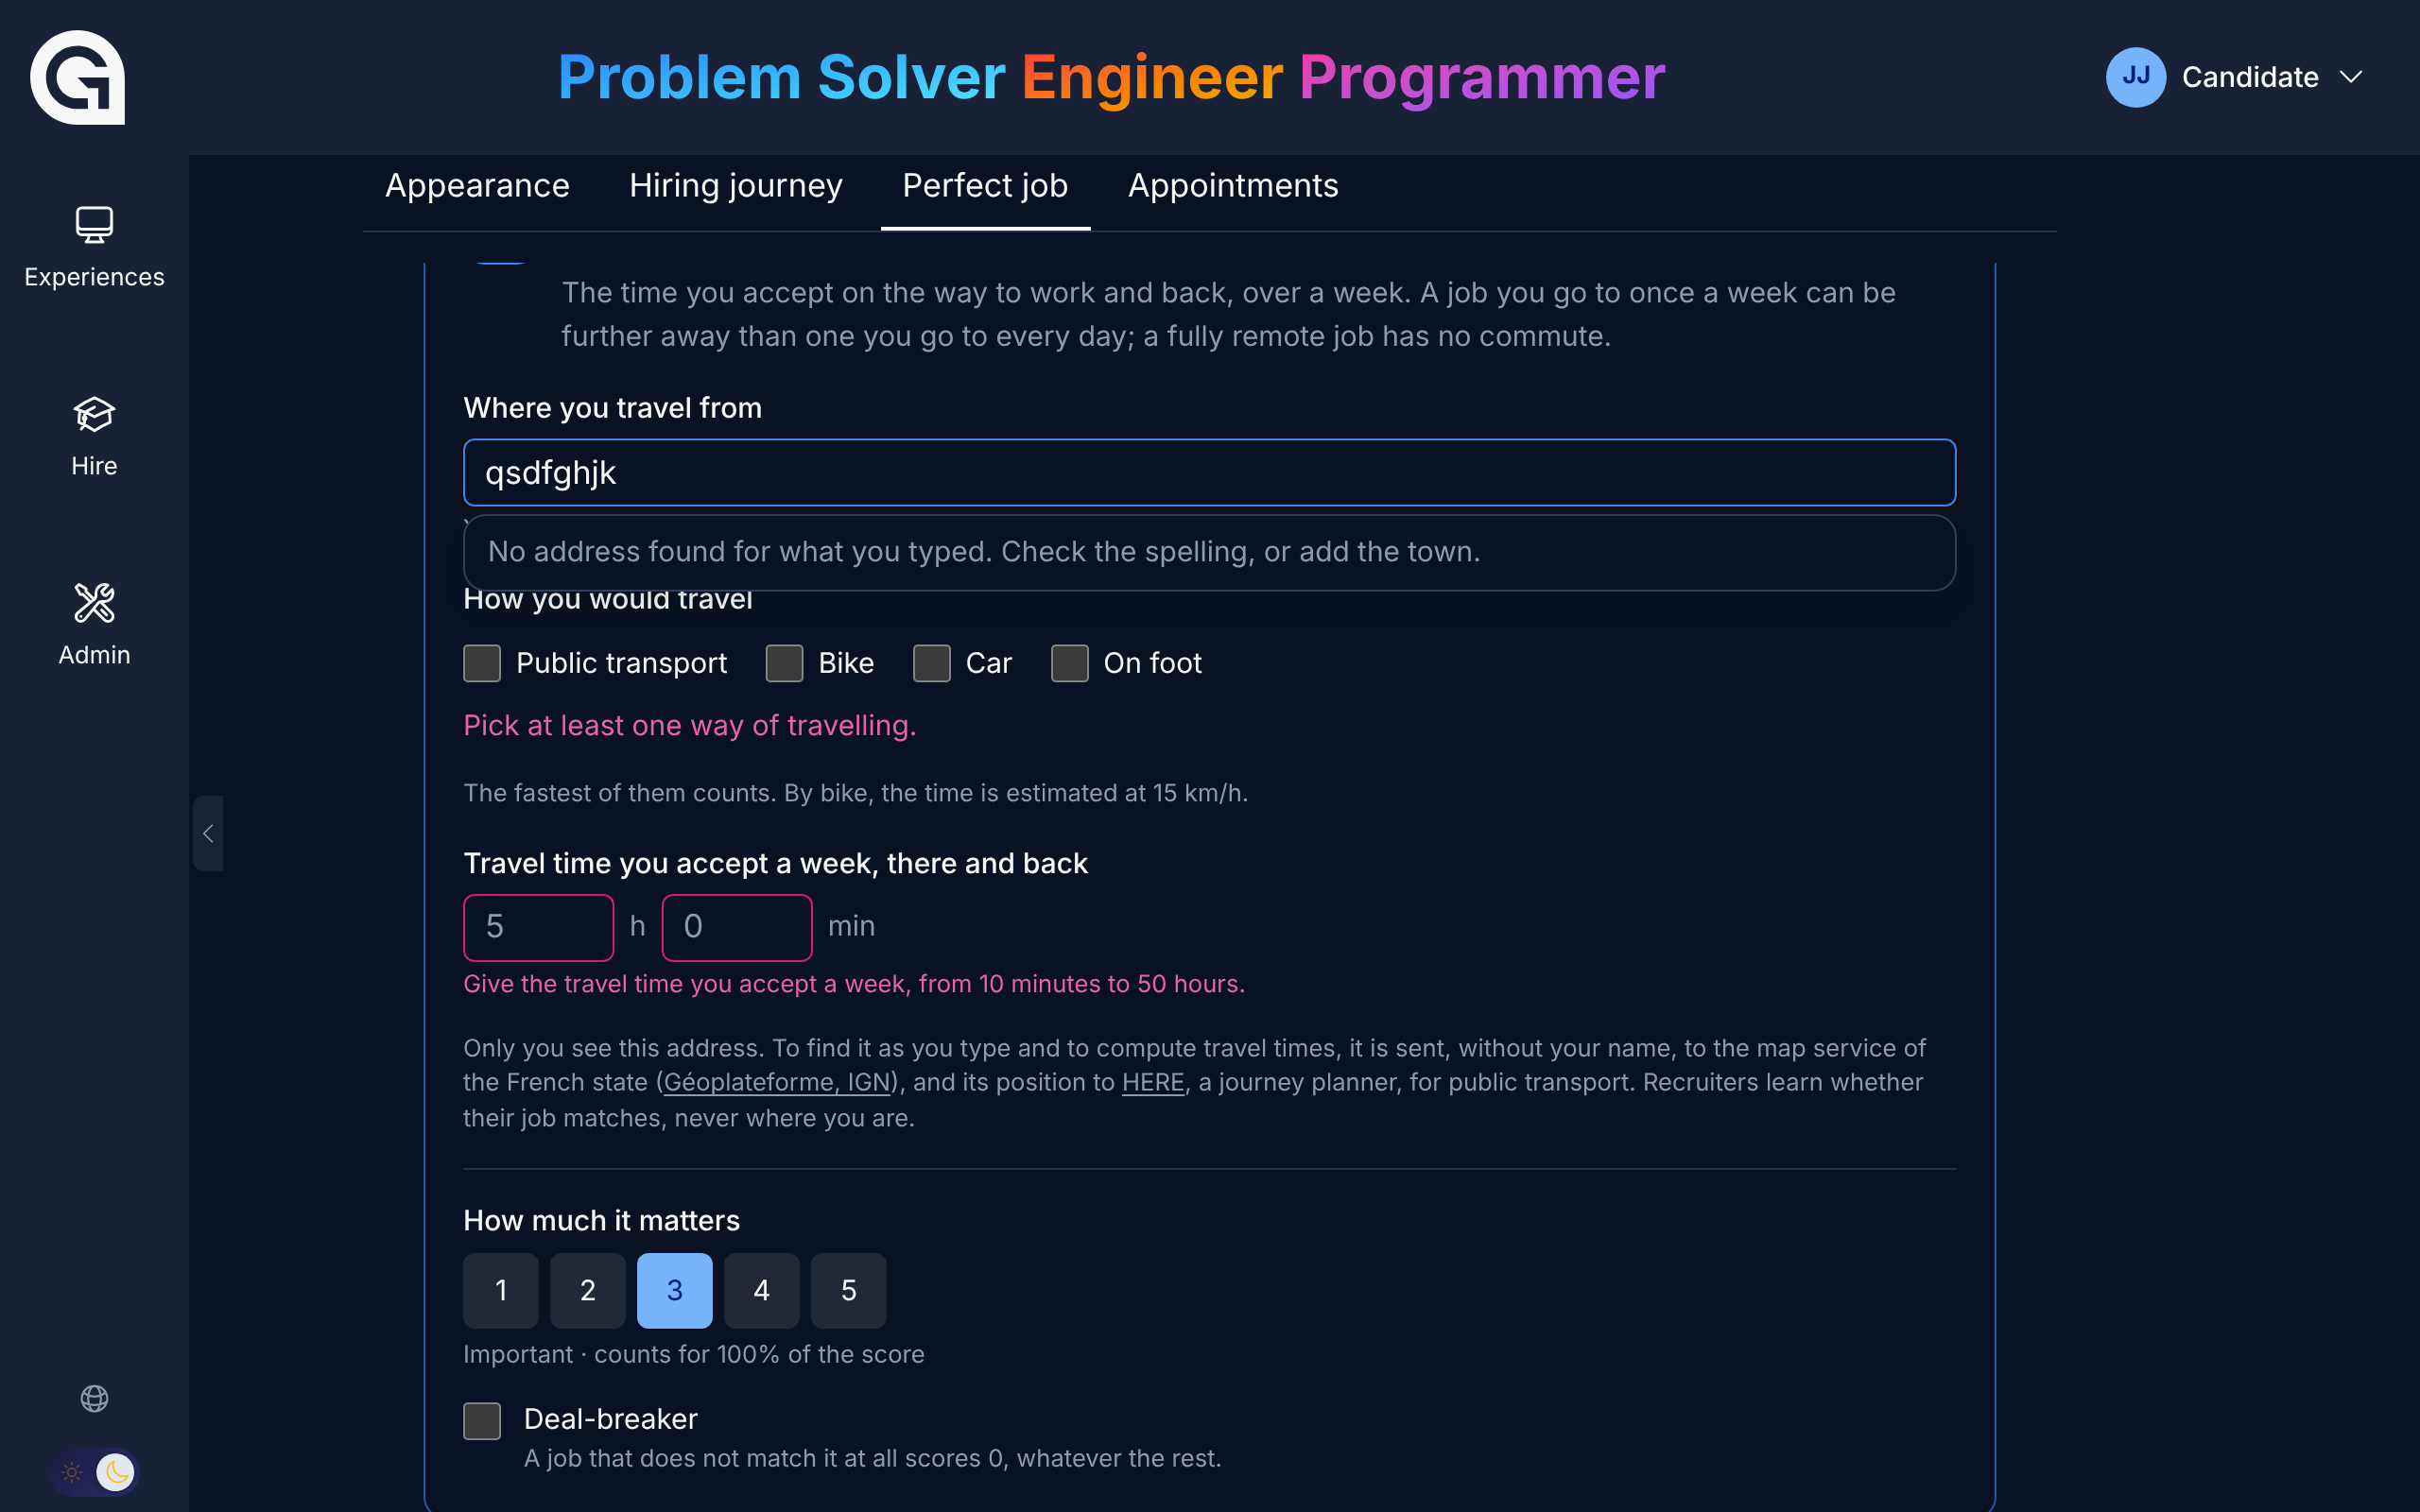 Problem Solver Engineer Programmer
JJ Candidate
Experiences
Hire
Admin
Appearance Hiring journey Perfect job Appointments
The time you accept on the way to work and back, over a week. A job you go to once a week can be
further away than one you go to every day; a fully remote job has no commute.
Where you travel from
qsdfghjk
No address found for what you typed. Check the spelling, or add the town.
How you would travel
Public transport Bike Car On foot
Pick at least one way of travelling.
The fastest of them counts. By bike, the time is estimated at 15 km/h.
Travel time you accept a week, there and back
5 h 0 min
Give the travel time you accept a week, from 10 minutes to 50 hours.
Only you see this address. To find it as you type and to compute travel times, it is sent, without your name, to the map service of
the French state (Géoplateforme, IGN), and its position to HERE, a journey planner, for public transport. Recruiters learn whether
their job matches, never where you are.
How much it matters
1 2 3 4 5
Important · counts for 100% of the score
Deal-breaker
A job that does not match it at all scores 0, whatever the rest.